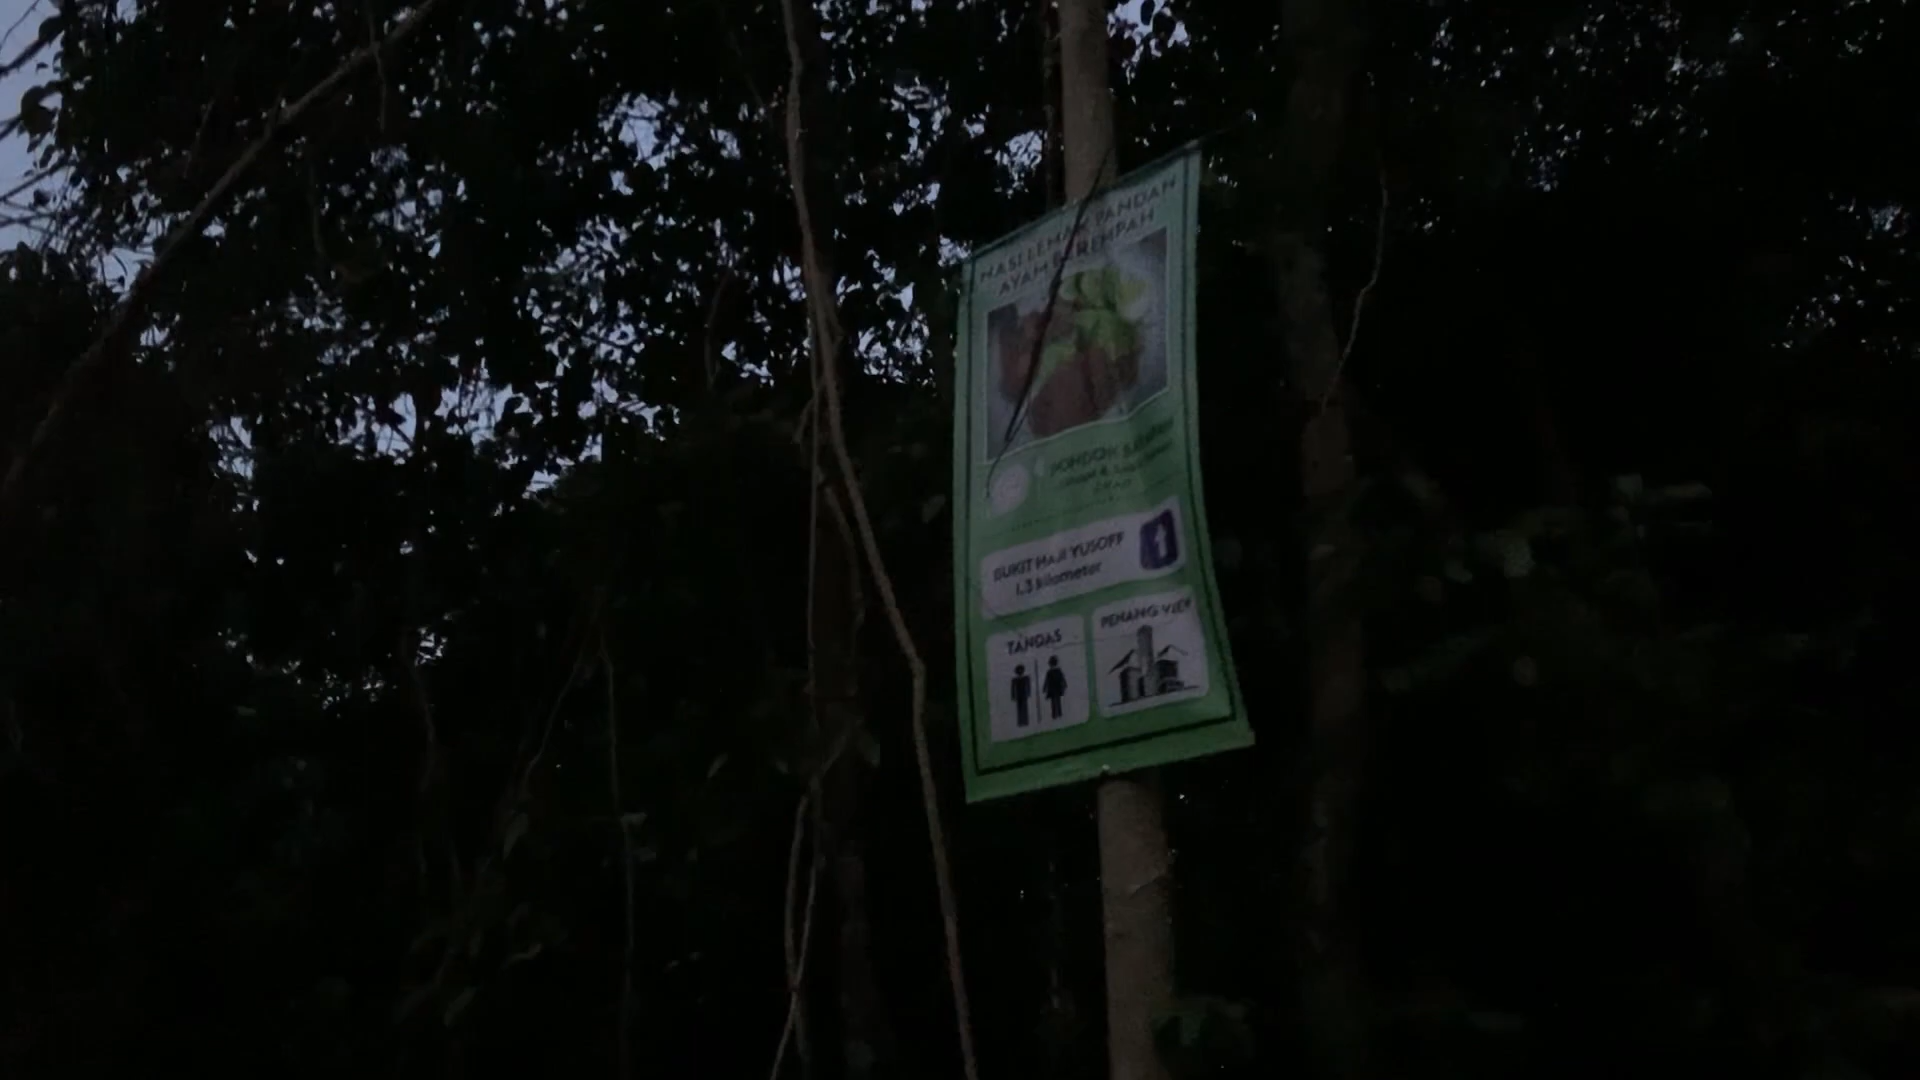 NASI LEMAK PANDAN
AYAM BEREMPAH
PONDOK
BUKIT HAJI YUSOFF
1.3 kilometer
TANDAS
PENANG VIEW